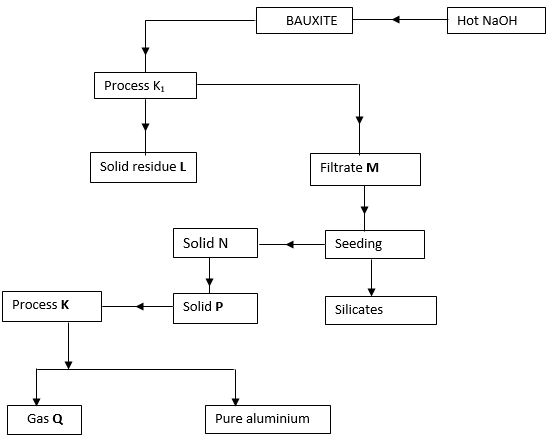 BAUXITE
Hot NaOH
Process K₁
Solid residue L
Filtrate M
Solid N
Seeding
Process K
Solid P
Silicates
Gas Q
Pure aluminium